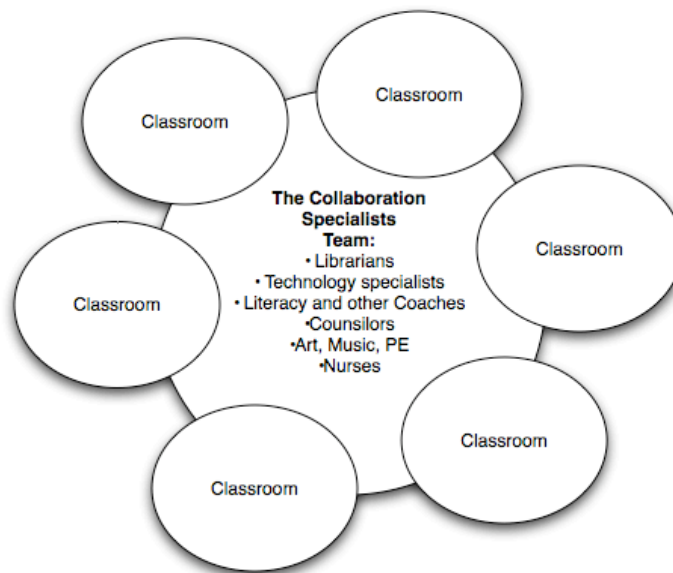 Classroom
Classroom
The Collaboration
Specialists
Team:
• Librarians
• Technology specialists
• Literacy and other Coaches
•Counsilors
•Art, Music, PE
•Nurses
Classroom
Classroom
Classroom
Classroom